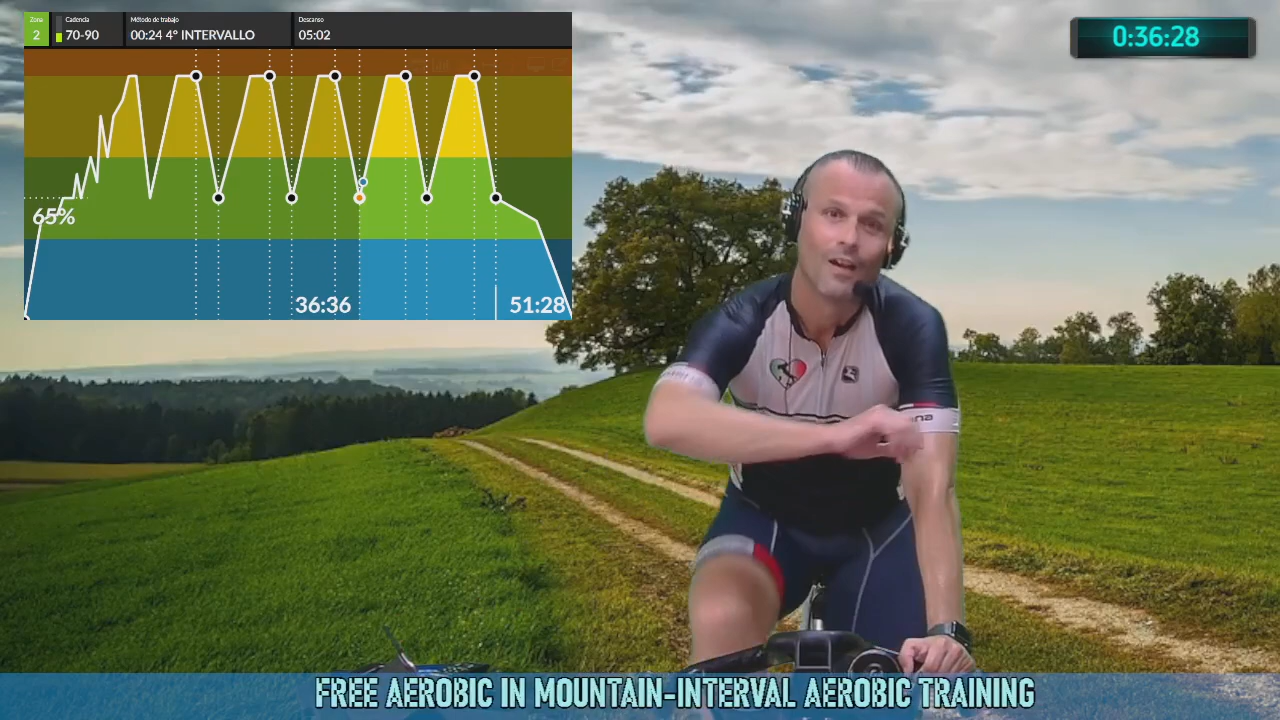 Zona
2
Cadencia
70-90
Método de trabajo
00:24 4° INTERVALLO
Descanso
05:02
0:36:28
65%
36:36
51:28
FREE AEROBIC IN MOUNTAIN-INTERVAL AEROBIC TRAINING